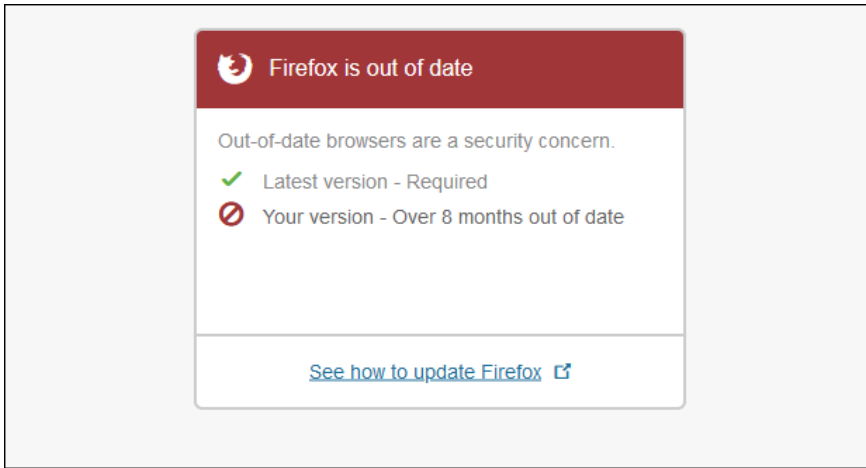 Firefox is out of date
Out-of-date browsers are a security concern.
Latest version - Required
Your version - Over 8 months out of date
See how to update Firefox